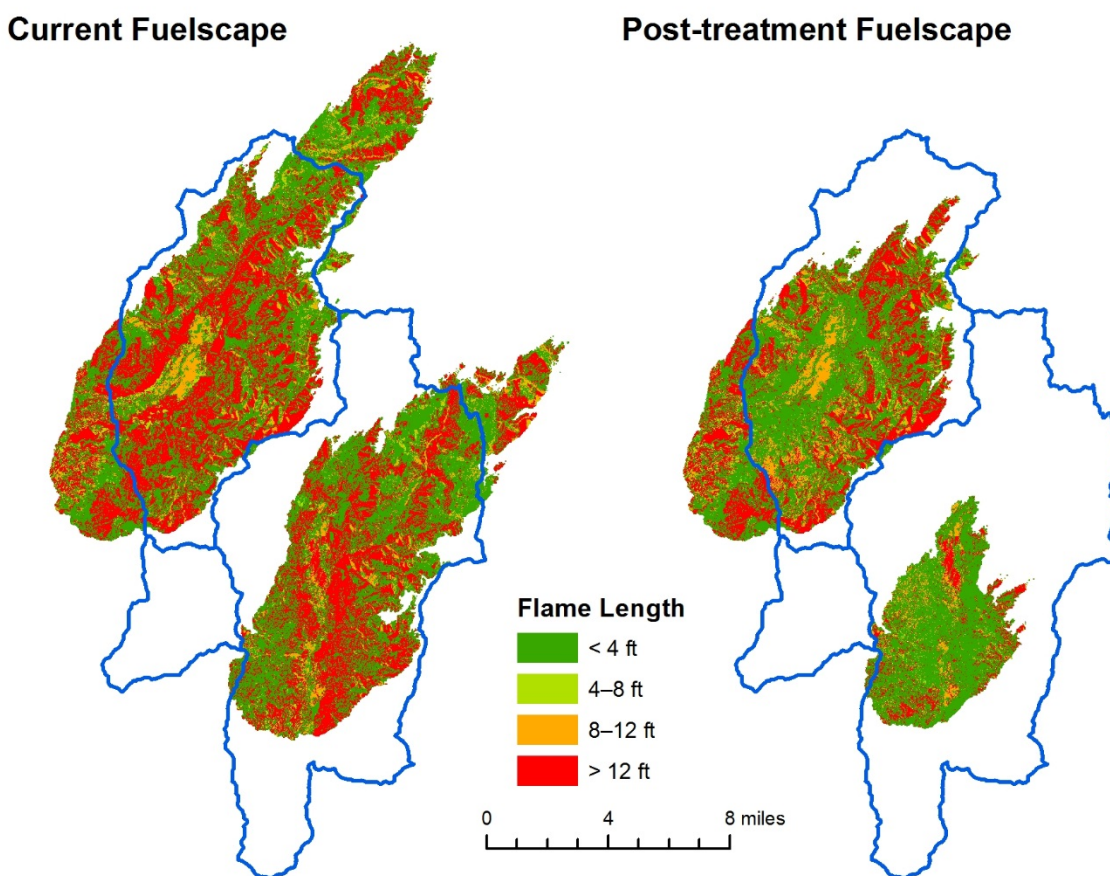 Current Fuelscape
Post-treatment Fuelscape
Flame Length
< 4 ft
4–8 ft
8–12 ft
> 12 ft
0 4 8 miles